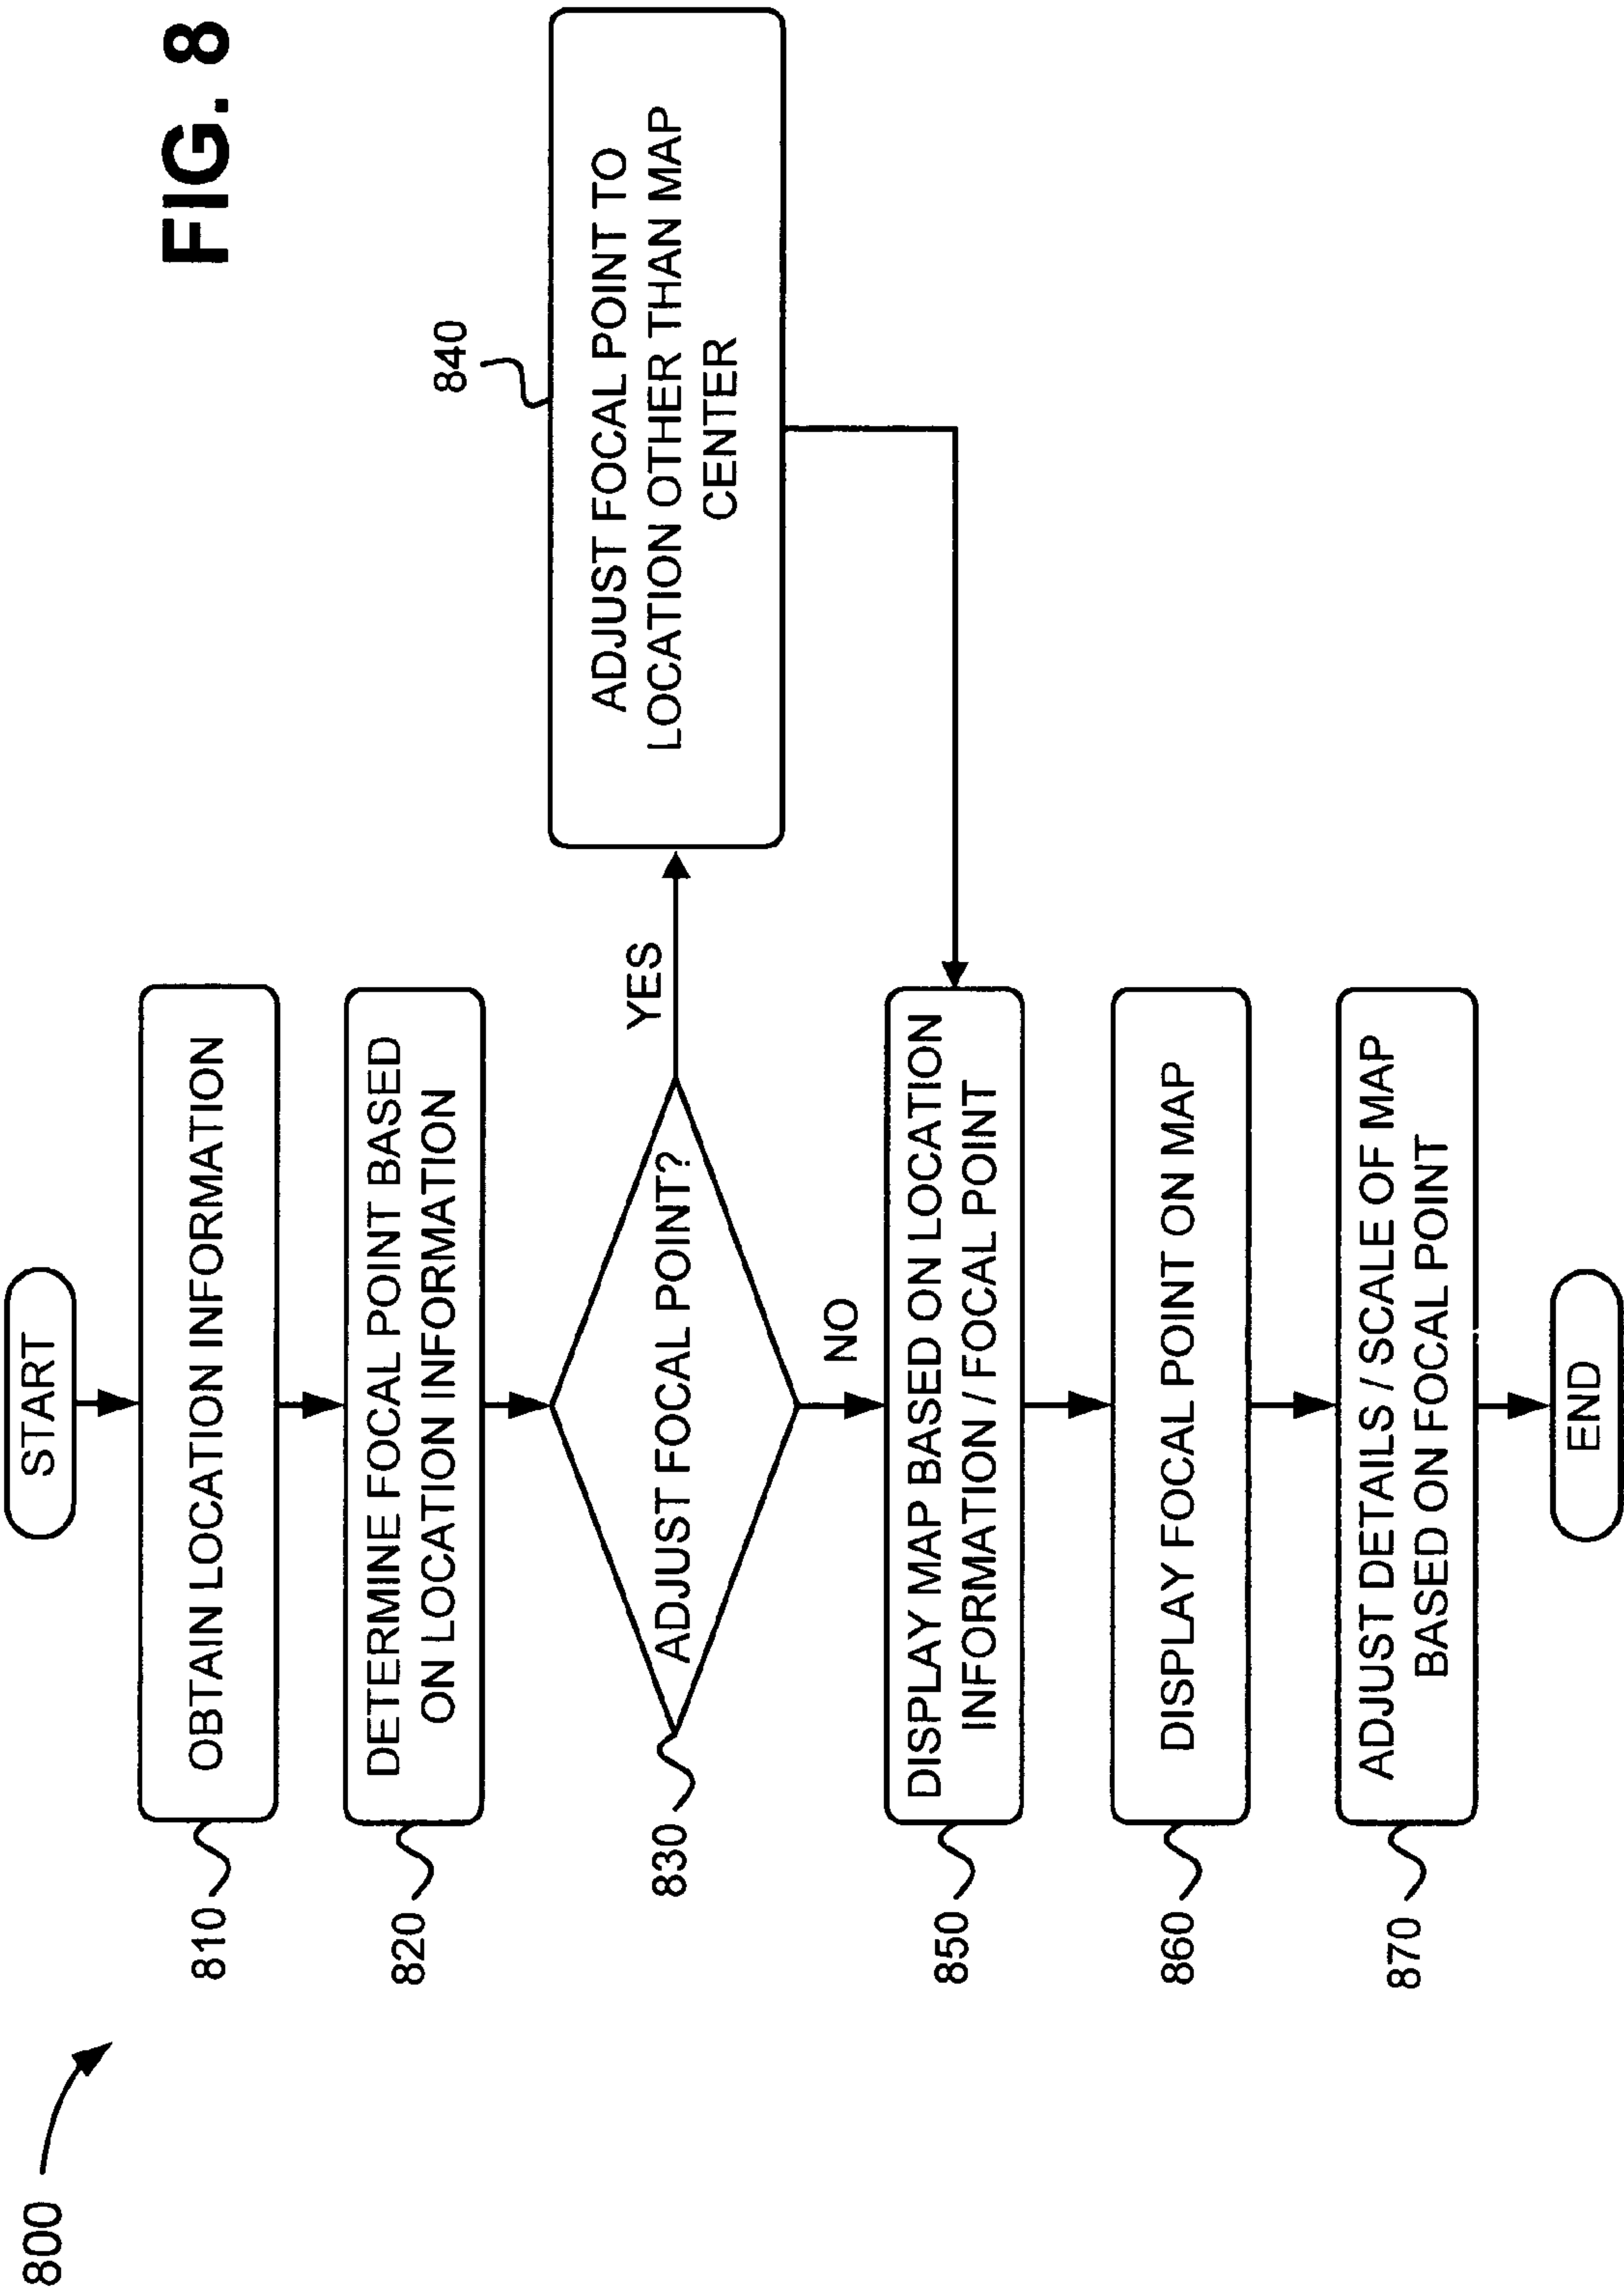 FIG. 8
800
START
810
OBTAIN LOCATION INFORMATION
820
DETERMINE FOCAL POINT BASED
ON LOCATION INFORMATION
830
ADJUST FOCAL POINT?
YES
840
ADJUST FOCAL POINT TO
LOCATION OTHER THAN MAP
CENTER
NO
850
DISPLAY MAP BASED ON LOCATION
INFORMATION / FOCAL POINT
860
DISPLAY FOCAL POINT ON MAP
870
ADJUST DETAILS / SCALE OF MAP
BASED ON FOCAL POINT
END